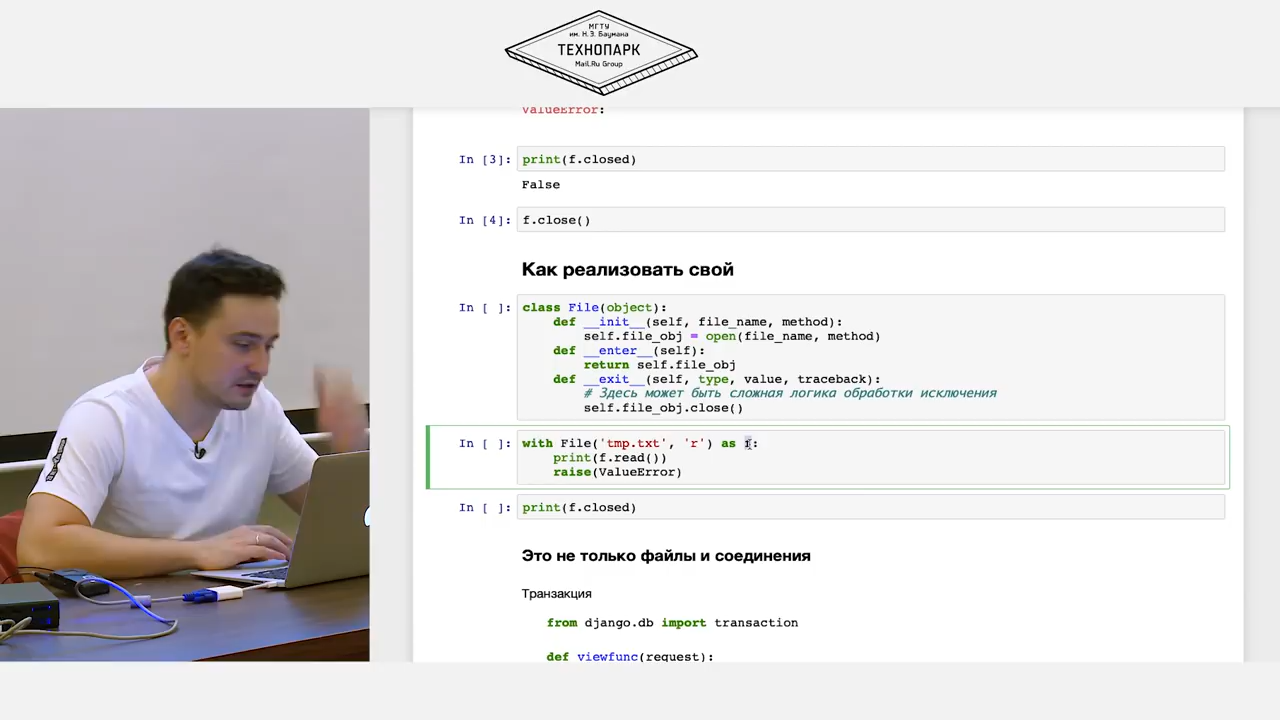 МГТУ
им. Н.Э. Баумана
ТЕХНОПАРК
Mail.Ru Group
ValueError:
In [3]: print(f.closed)
False
In [4]: f.close()
Как реализовать свой
In [ ]: class File(object):
def __init__(self, file_name, method):
self.file_obj = open(file_name, method)
def __enter__(self):
return self.file_obj
def __exit__(self, type, value, traceback):
# Здесь может быть сложная логика обработки исключения
self.file_obj.close()
In [ ]: with File('tmp.txt', 'r') as f:
print(f.read())
raise(ValueError)
In [ ]: print(f.closed)
Это не только файлы и соединения
Транзакция
from django.db import transaction
def viewfunc(request):